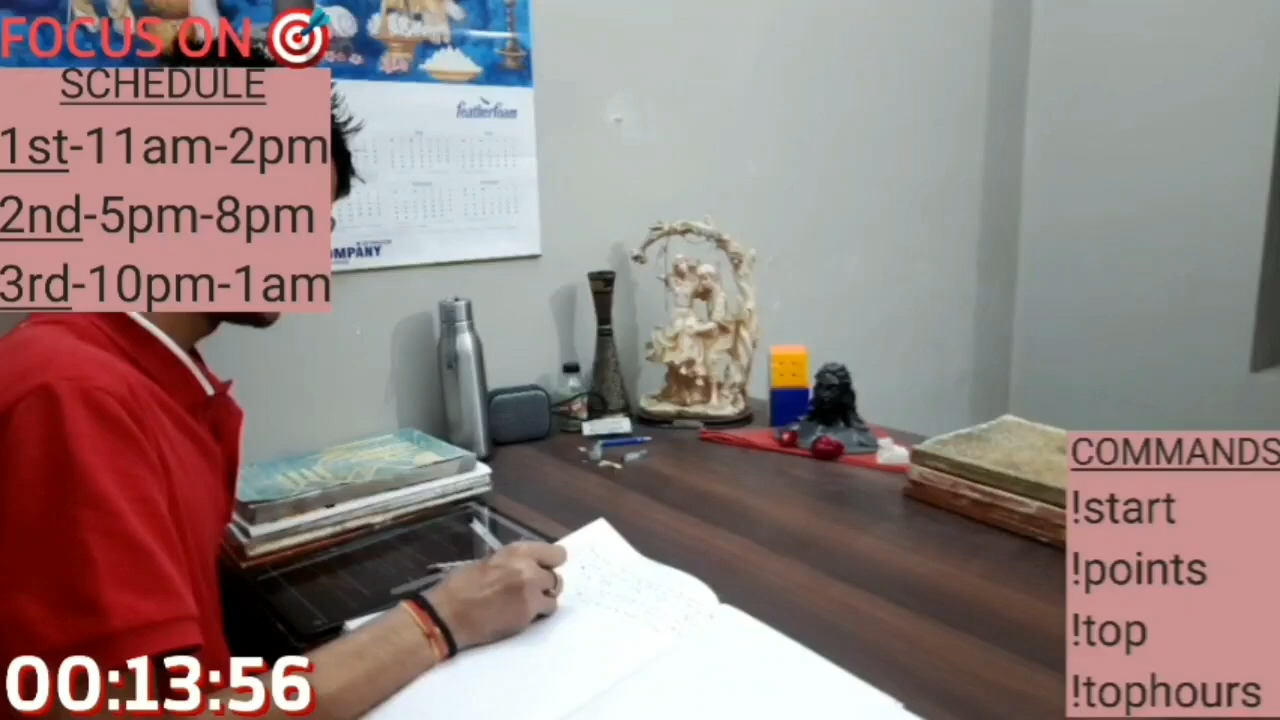 FOCUS ON 🎯
SCHEDULE
1st-11am-2pm
2nd-5pm-8pm
3rd-10pm-1am
featherfoam
OMPANY
COMMANDS
!start
!points
!top
!tophours
00:13:56